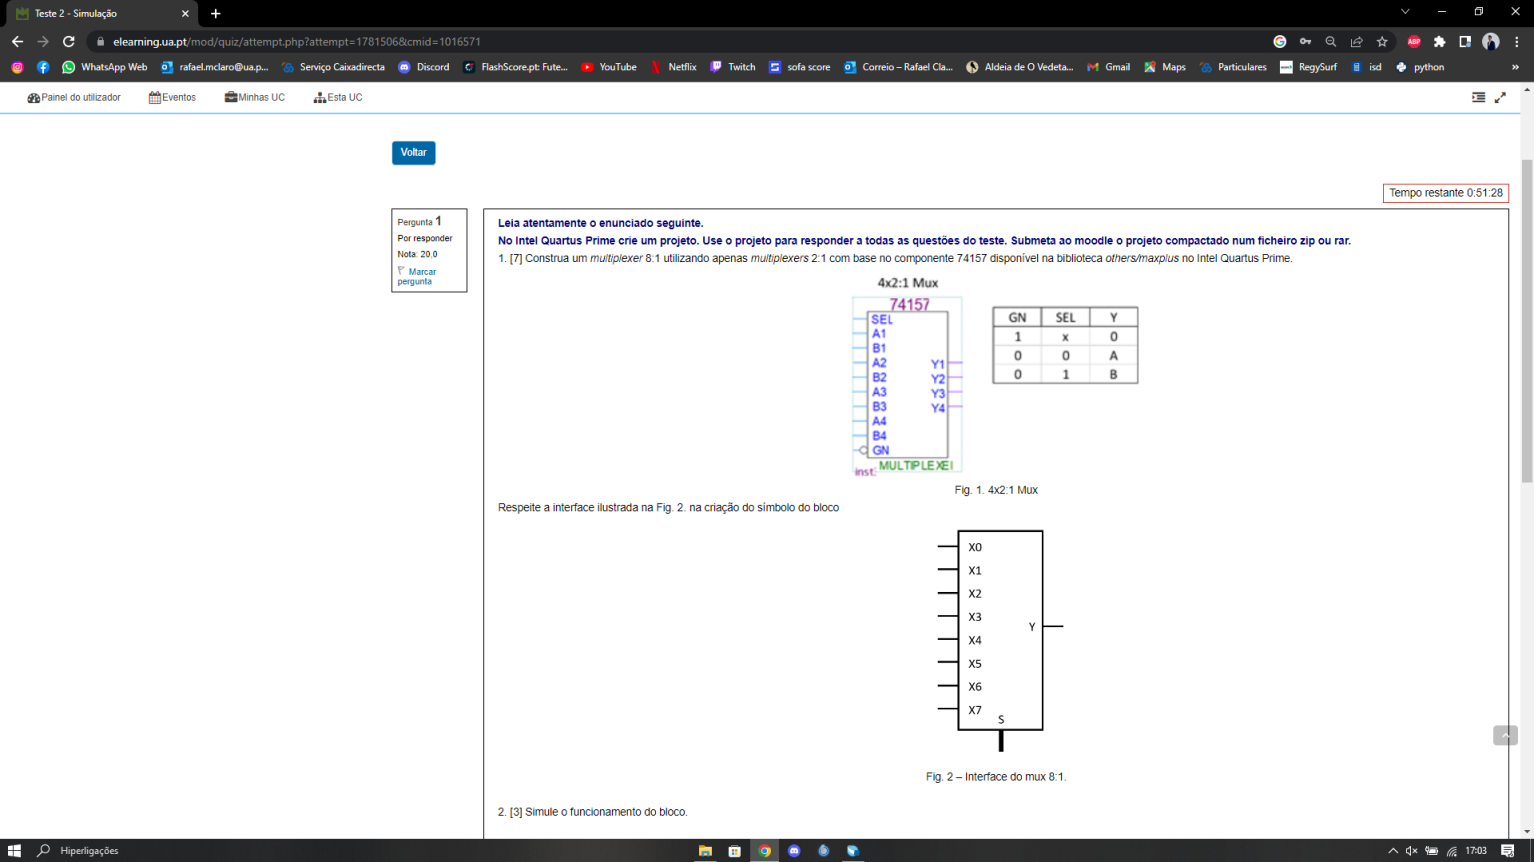 Teste 2 - Simulação
elearning.ua.pt/mod/quiz/attempt.php?attempt=1781506&cmid=1016571
ABP
WhatsApp Web
rafael.mclaro@ua.p...
Serviço Caixadirecta
Discord
FlashScore.pt: Fute...
YouTube
Netflix
Twitch
sofa score
Correio – Rafael Cla...
Aldeia de O Vedeta...
Gmail
Maps
Particulares
RegySurf
isd
python
Painel do utilizador
Eventos
Minhas UC
Esta UC
Voltar
Tempo restante 0:51:28
Pergunta 1
Por responder
Nota: 20,0
Marcar
pergunta
Leia atentamente o enunciado seguinte.
No Intel Quartus Prime crie um projeto. Use o projeto para responder a todas as questões do teste. Submeta ao moodle o projeto compactado num ficheiro zip ou rar.
1. [7] Construa um multiplexer 8:1 utilizando apenas multiplexers 2:1 com base no componente 74157 disponível na biblioteca others/maxplus no Intel Quartus Prime.
4x2:1 Mux
74157
SEL
A1
B1
A2
B2
A3
B3
A4
B4
GN
Y1
Y2
Y3
Y4
inst
MULTIPLEXEI
GN SEL Y
1 x 0
0 0 A
0 1 B
Fig. 1. 4x2:1 Mux
Respeite a interface ilustrada na Fig. 2. na criação do símbolo do bloco
X0
X1
X2
X3
X4
X5
X6
X7
Y
S
Fig. 2 – Interface do mux 8:1.
2. [3] Simule o funcionamento do bloco.
Hiperligações
17:03